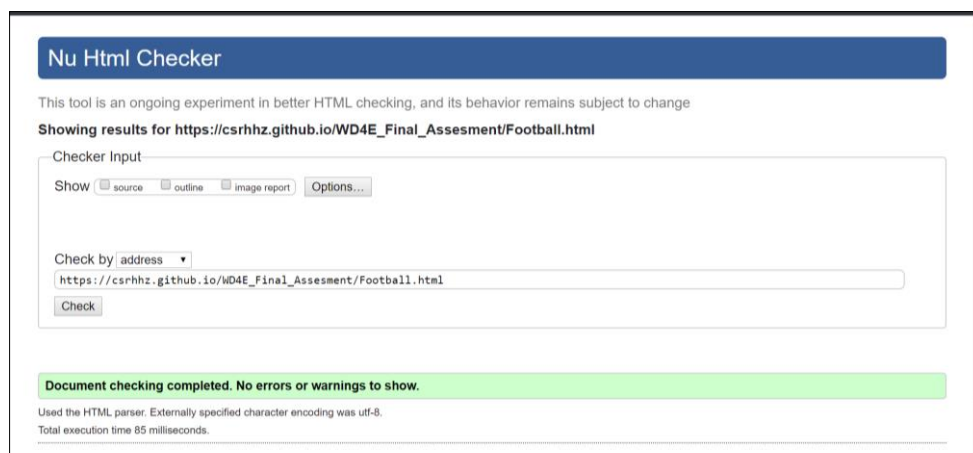 Nu Html Checker
This tool is an ongoing experiment in better HTML checking, and its behavior remains subject to change
Showing results for https://csrhhz.github.io/WD4E_Final_Assesment/Football.html
Checker Input
Show source outline image report Options...
Check by address
https://csrhhz.github.io/WD4E_Final_Assesment/Football.html
Check
Document checking completed. No errors or warnings to show.
Used the HTML parser. Externally specified character encoding was utf-8.
Total execution time 85 milliseconds.